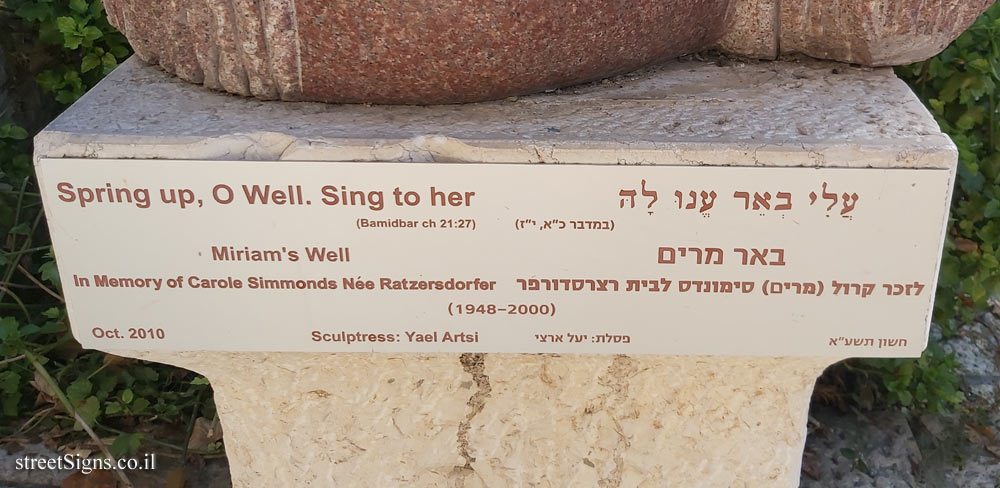 Spring up, O Well. Sing to her
עֲלִי בְאֵר עֱנוּ לָהּ
(Bamidbar ch 21:27)
(במדבר כ"א, י"ז)
Miriam's Well
באר מרים
In Memory of Carole Simmonds Née Ratzersdorfer
לזכר קרול (מרים) סימונדס לבית רצרסדורפר
(1948-2000)
Oct. 2010
Sculptress: Yael Artsi
פסלת: יעל ארצי
חשון תשע"א
streetSigns.co.il